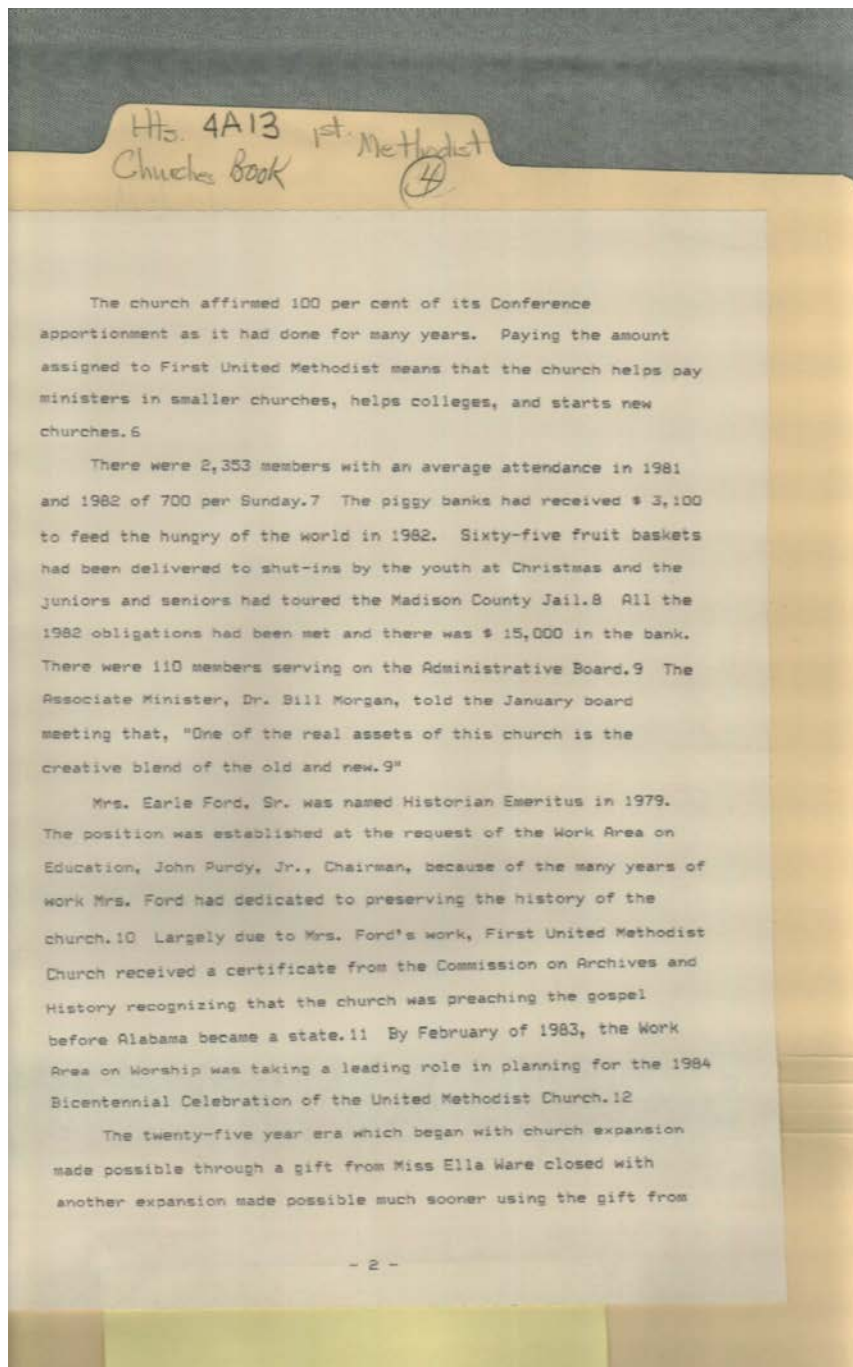 Hts. 4A13 1st. Methodist
Churches Book 4
The church affirmed 100 per cent of its Conference
apportionment as it had done for many years. Paying the amount
assigned to First United Methodist means that the church helps pay
ministers in smaller churches, helps colleges, and starts new
churches.6
There were 2,353 members with an average attendance in 1981
and 1982 of 700 per Sunday.7 The piggy banks had received $ 3,100
to feed the hungry of the world in 1982. Sixty-five fruit baskets
had been delivered to shut-ins by the youth at Christmas and the
juniors and seniors had toured the Madison County Jail.8 All the
1982 obligations had been met and there was $ 15,000 in the bank.
There were 110 members serving on the Administrative Board.9 The
Associate Minister, Dr. Bill Morgan, told the January board
meeting that, "One of the real assets of this church is the
creative blend of the old and new.9"
Mrs. Earle Ford, Sr. was named Historian Emeritus in 1979.
The position was established at the request of the Work Area on
Education, John Purdy, Jr., Chairman, because of the many years of
work Mrs. Ford had dedicated to preserving the history of the
church.10 Largely due to Mrs. Ford's work, First United Methodist
Church received a certificate from the Commission on Archives and
History recognizing that the church was preaching the gospel
before Alabama became a state.11 By February of 1983, the Work
Area on Worship was taking a leading role in planning for the 1984
Bicentennial Celebration of the United Methodist Church.12
The twenty-five year era which began with church expansion
made possible through a gift from Miss Ella Ware closed with
another expansion made possible much sooner using the gift from
- 2 -